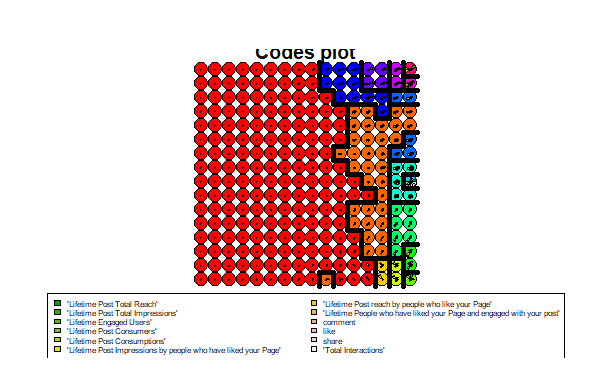 Codes plot
'Lifetime Post Total Reach'
'Lifetime Post Total Impressions'
'Lifetime Engaged Users'
'Lifetime Post Consumers'
'Lifetime Post Consumptions'
'Lifetime Post Impressions by people who have liked your Page'
'Lifetime Post reach by people who like your Page'
'Lifetime People who have liked your Page and engaged with your post'
comment
like
share
'Total Interactions'